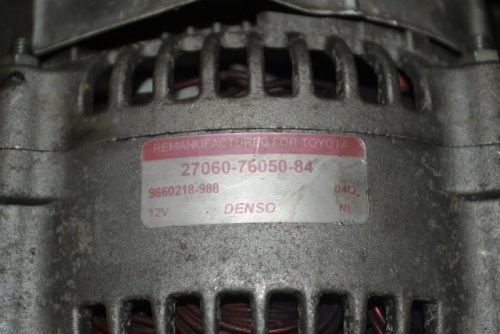 REMANUFACTURED FOR TOYOTA
27060-76050-84
9660218-988 04Q
12V DENSO NL